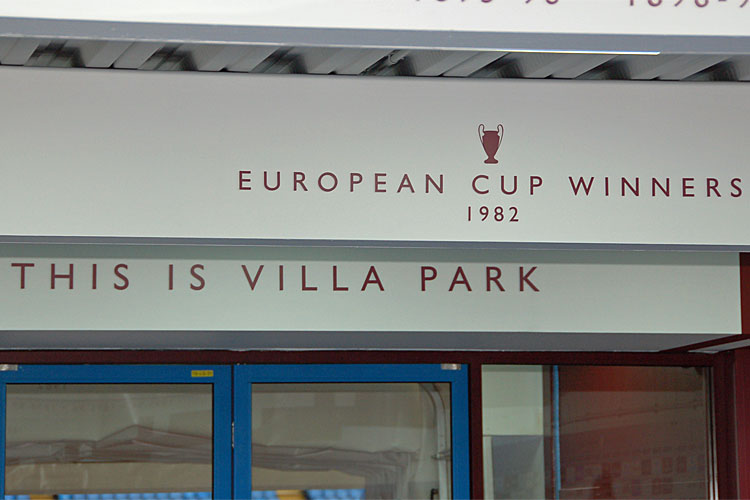 EUROPEAN CUP WINNERS
1982
THIS IS VILLA PARK